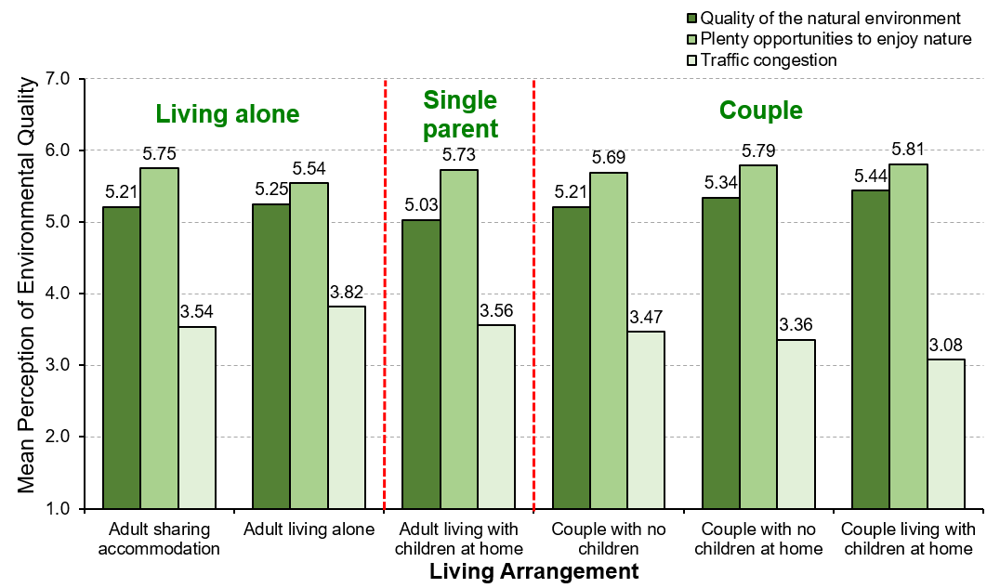 Quality of the natural environment
Plenty opportunities to enjoy nature
Traffic congestion
Mean Perception of Environmental Quality
7.0
6.0
5.0
4.0
3.0
2.0
1.0
Living alone
Single
parent
Couple
5.21
5.75
3.54
5.25
5.54
3.82
5.03
5.73
3.56
5.21
5.69
3.47
5.34
5.79
3.36
5.44
5.81
3.08
Adult sharing
accommodation
Adult living alone
Adult living with
children at home
Couple with no
children
Couple with no
children at home
Couple living with
children at home
Living Arrangement